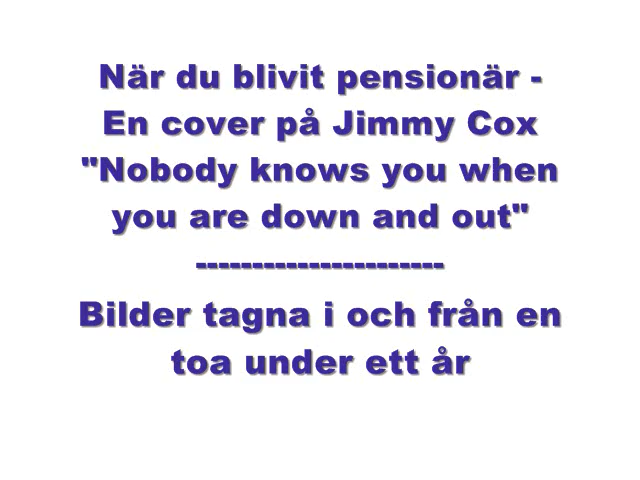 När du blivit pensionär -
En cover på Jimmy Cox
"Nobody knows you when
you are down and out"
----------------------
Bilder tagna i och från en
toa under ett år